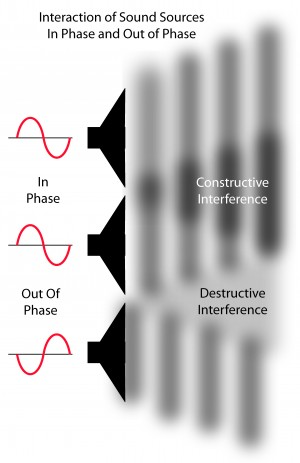 Interaction of Sound Sources
In Phase and Out of Phase
In
Phase
Constructive
Interference
Out Of
Phase
Destructive
Interference